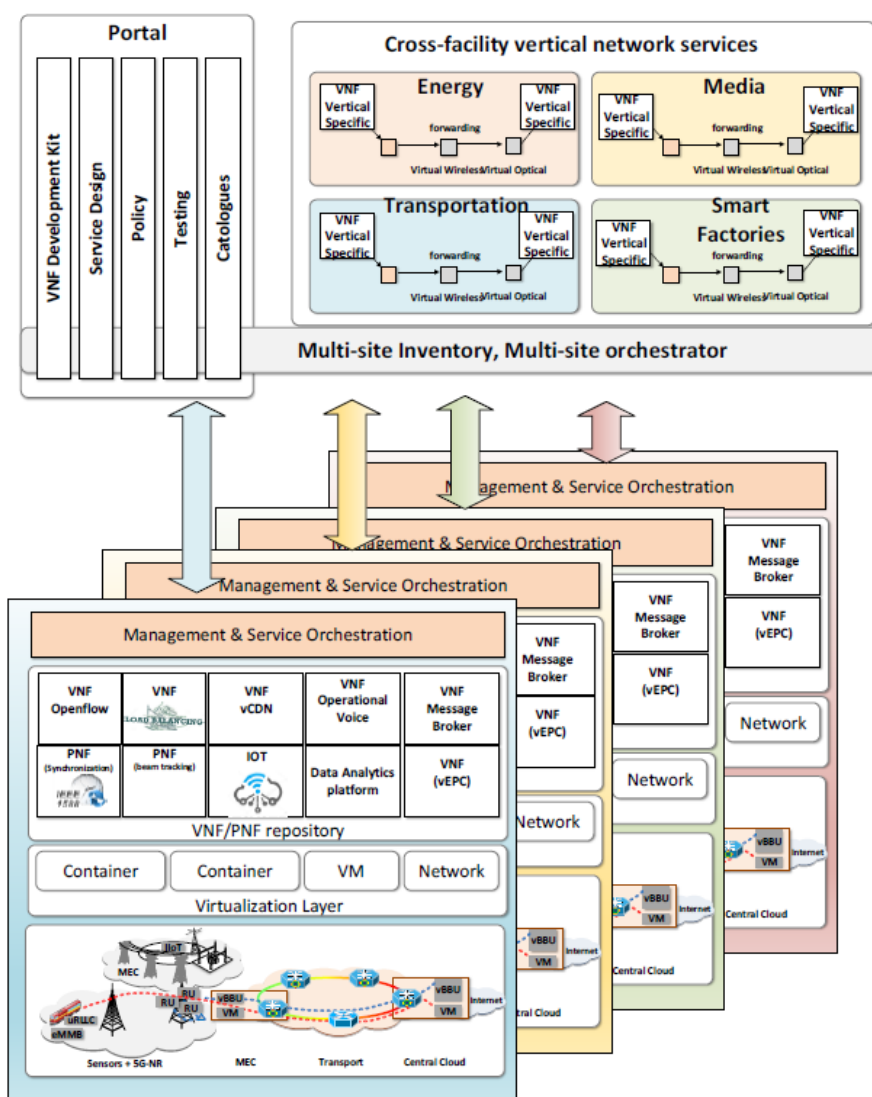 Portal
VNF Development Kit
Service Design
Policy
Testing
Catologues
Cross-facility vertical network services
Energy
VNF
Vertical
Specific
VNF
Vertical
Specific
forwarding
Virtual Wireless
Virtual Optical
Media
VNF
Vertical
Specific
VNF
Vertical
Specific
forwarding
Virtual Wireless
Virtual Optical
Transportation
VNF
Vertical
Specific
VNF
Vertical
Specific
forwarding
Virtual Wireless
Virtual Optical
Smart
Factories
VNF
Vertical
Specific
VNF
Vertical
Specific
forwarding
Virtual Wireless
Virtual Optical
Multi-site Inventory, Multi-site orchestrator
Management & Service Orchestration
VNF
Message
Broker
VNF
(vEPC)
Network
vBBU
VM
Internet
Central Cloud
Management & Service Orchestration
VNF
Message
Broker
VNF
(vEPC)
Network
vBBU
VM
Internet
Central Cloud
Management & Service Orchestration
VNF
Message
Broker
VNF
(vEPC)
Network
vBBU
VM
Internet
Central Cloud
Management & Service Orchestration
VNF
Openflow
VNF
LOAD BALANCING
VNF
vCDN
VNF
Operational
Voice
VNF
Message
Broker
PNF
(Synchronization)
IEEE
1588
PNF
(beam tracking)
IOT
Data Analytics
platform
VNF
(vEPC)
VNF/PNF repository
Container
Container
VM
Network
Virtualization Layer
IIoT
MEC
RU
RU
RU
uRLLC
eMMB
vBBU
VM
vBBU
VM
Internet
Sensors + 5G-NR
MEC
Transport
Central Cloud